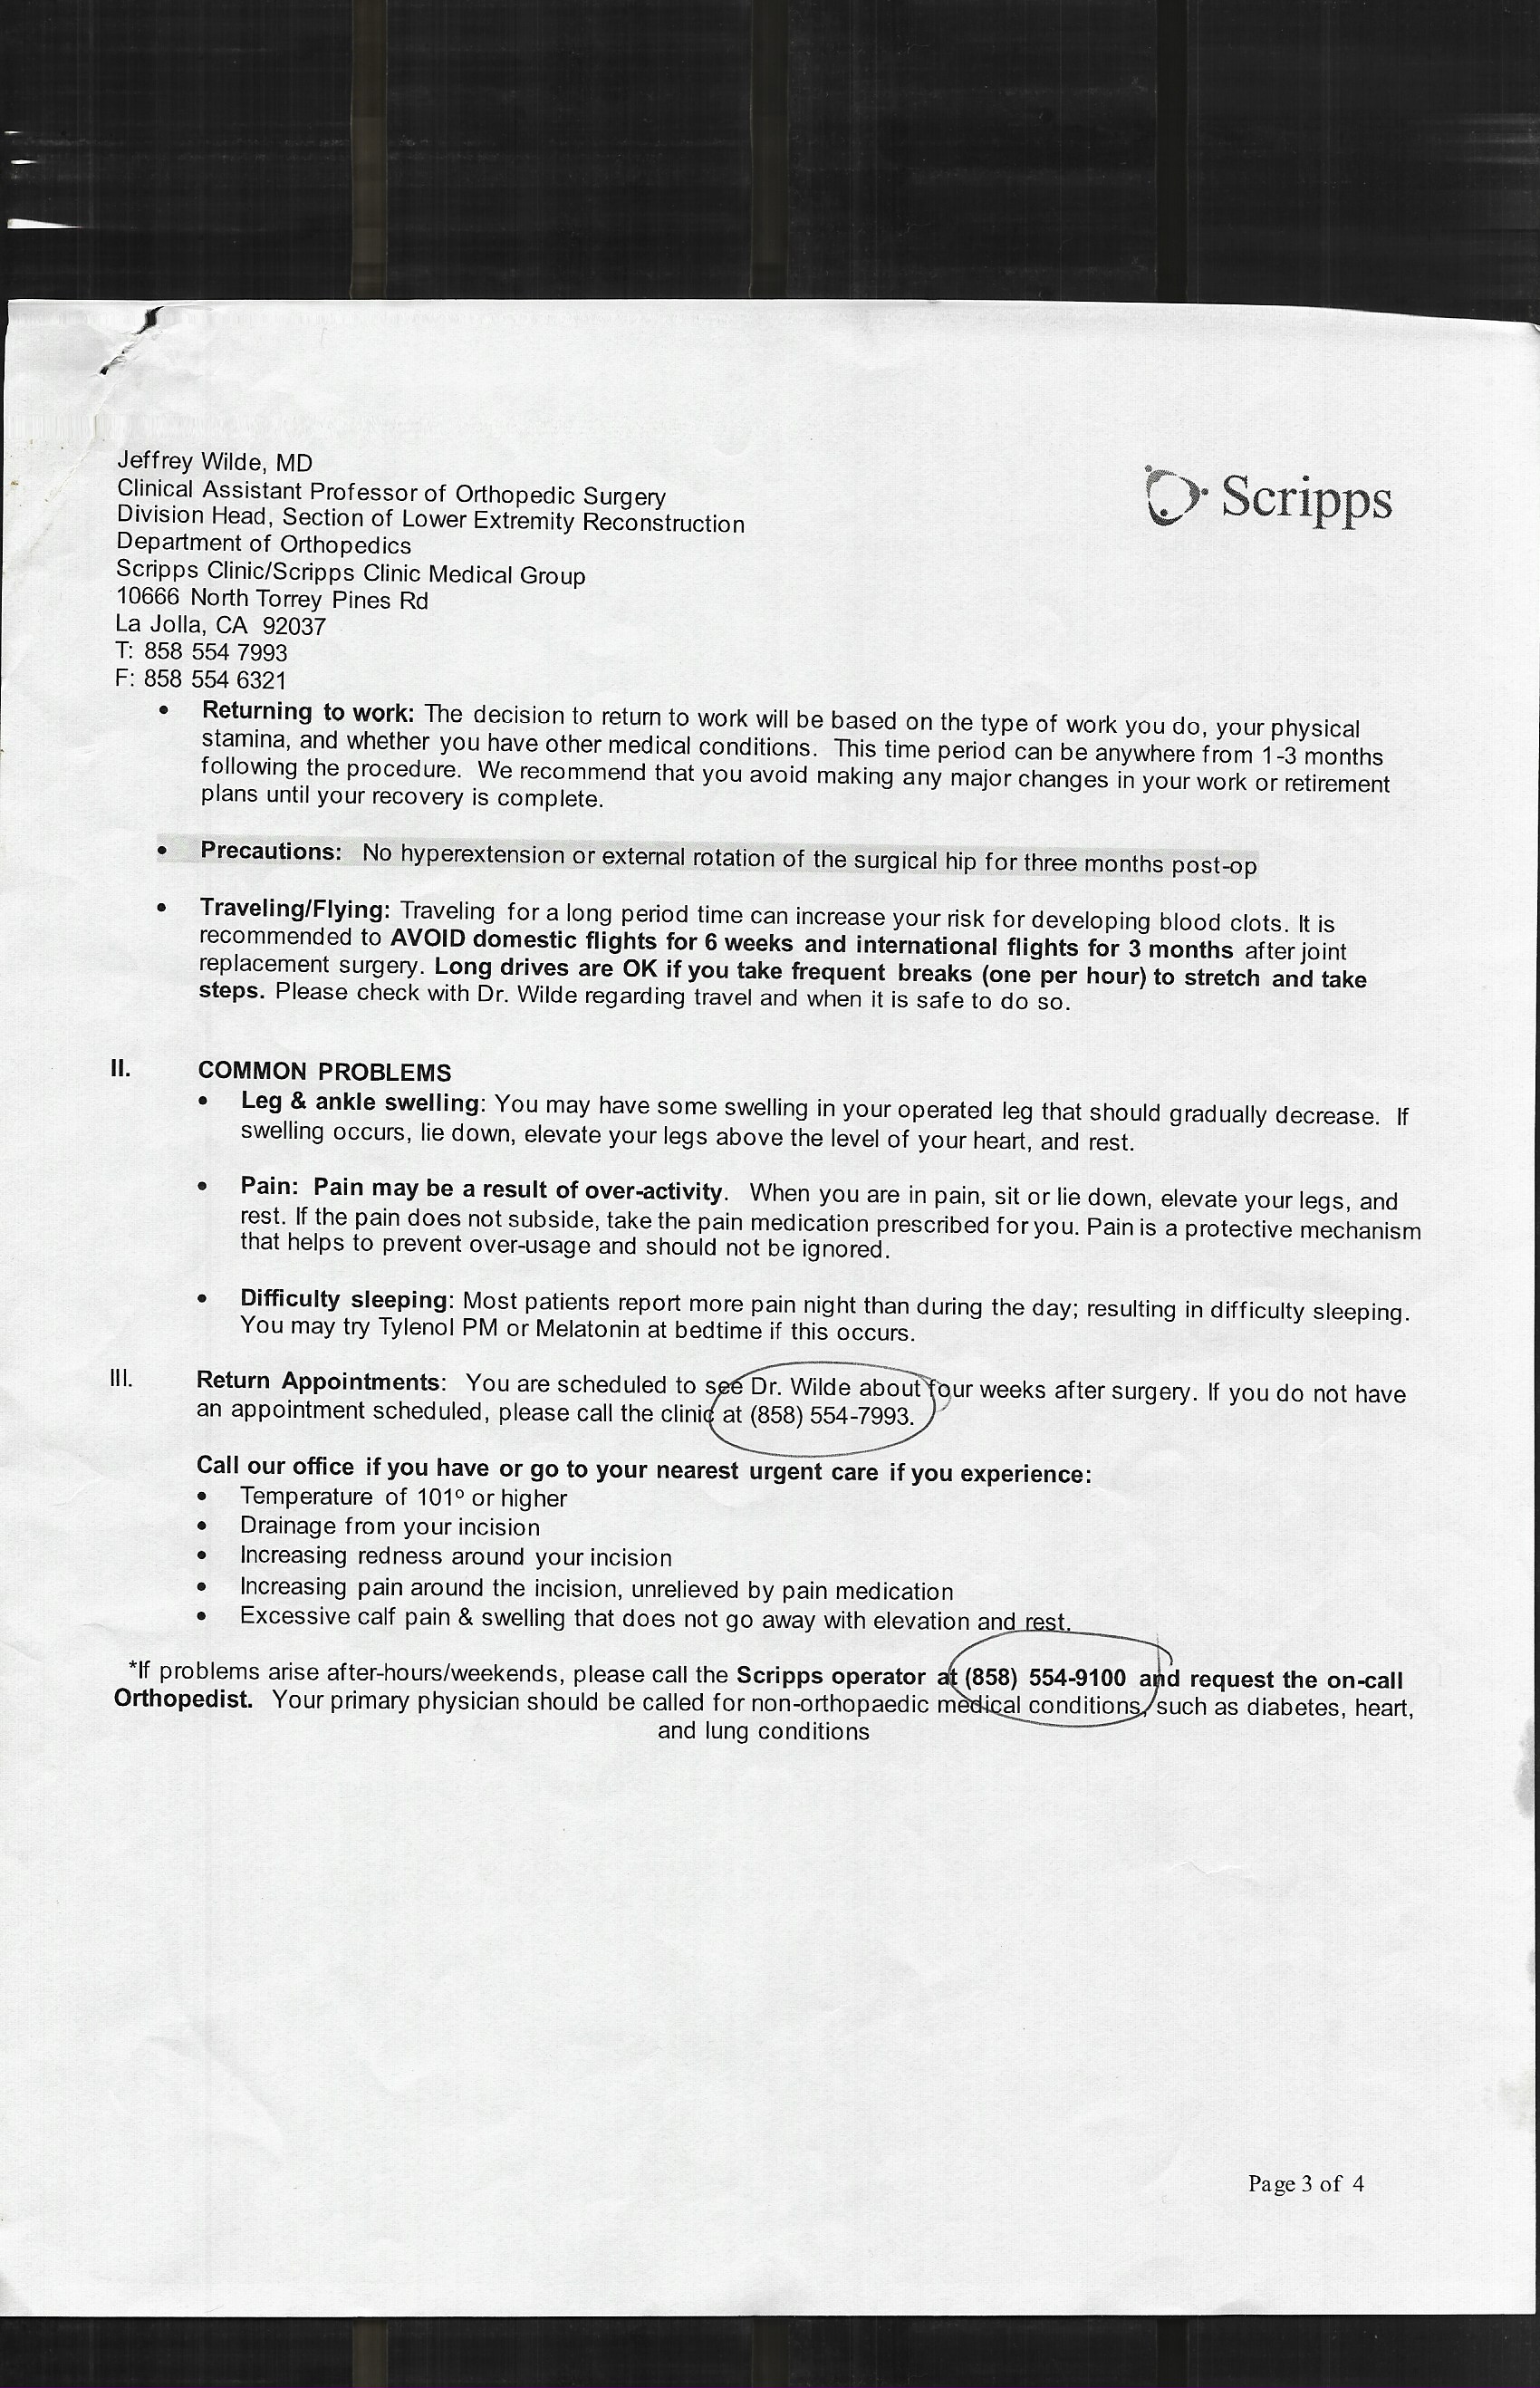 Jeffrey Wilde, MD
Clinical Assistant Professor of Orthopedic Surgery
Division Head, Section of Lower Extremity Reconstruction
Department of Orthopedics
Scripps Clinic/Scripps Clinic Medical Group
10666 North Torrey Pines Rd
La Jolla, CA 92037
T: 858 554 7993
F: 858 554 6321
Scripps
• Returning to work: The decision to return to work will be based on the type of work you do, your physical
stamina, and whether you have other medical conditions. This time period can be anywhere from 1-3 months
following the procedure. We recommend that you avoid making any major changes in your work or retirement
plans until your recovery is complete.
• Precautions: No hyperextension or external rotation of the surgical hip for three months post-op
• Traveling/Flying: Traveling for a long period time can increase your risk for developing blood clots. It is
recommended to AVOID domestic flights for 6 weeks and international flights for 3 months after joint
replacement surgery. Long drives are OK if you take frequent breaks (one per hour) to stretch and take
steps. Please check with Dr. Wilde regarding travel and when it is safe to do so.
II. COMMON PROBLEMS
• Leg & ankle swelling: You may have some swelling in your operated leg that should gradually decrease. If
swelling occurs, lie down, elevate your legs above the level of your heart, and rest.
• Pain: Pain may be a result of over-activity. When you are in pain, sit or lie down, elevate your legs, and
rest. If the pain does not subside, take the pain medication prescribed for you. Pain is a protective mechanism
that helps to prevent over-usage and should not be ignored.
• Difficulty sleeping: Most patients report more pain night than during the day; resulting in difficulty sleeping.
You may try Tylenol PM or Melatonin at bedtime if this occurs.
III. Return Appointments: You are scheduled to see Dr. Wilde about four weeks after surgery. If you do not have
an appointment scheduled, please call the clinic at (858) 554-7993.
Call our office if you have or go to your nearest urgent care if you experience:
• Temperature of 101º or higher
• Drainage from your incision
• Increasing redness around your incision
• Increasing pain around the incision, unrelieved by pain medication
• Excessive calf pain & swelling that does not go away with elevation and rest.
*If problems arise after-hours/weekends, please call the Scripps operator at (858) 554-9100 and request the on-call
Orthopedist. Your primary physician should be called for non-orthopaedic medical conditions, such as diabetes, heart,
and lung conditions
Page 3 of 4